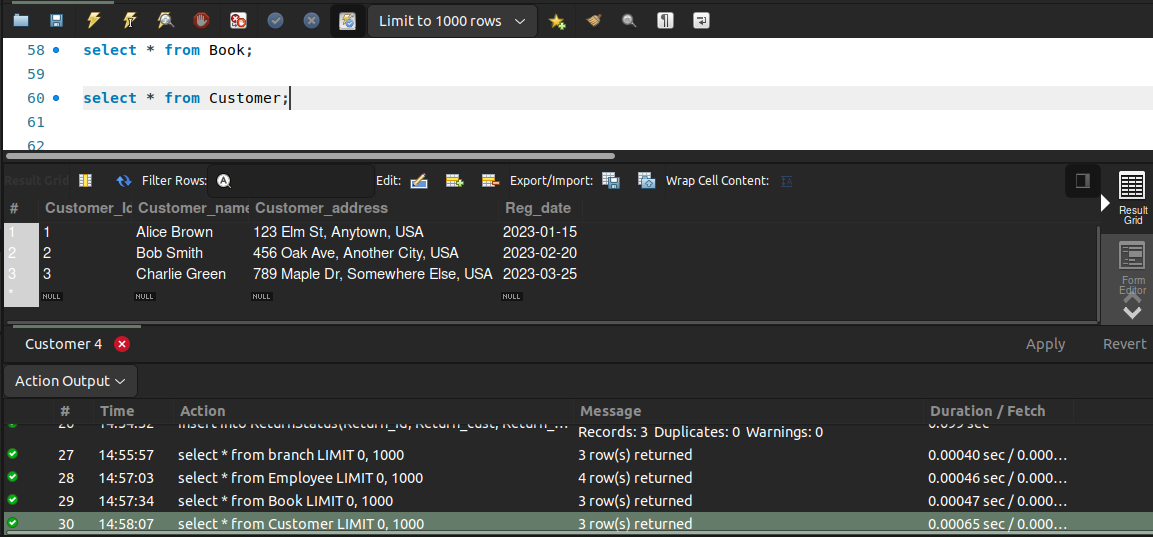 Limit to 1000 rows
58 select * from Book;
59
60 select * from Customer;
61
62
Result Grid Filter Rows: Edit: Export/Import: Wrap Cell Content:
# Customer_Id Customer_name Customer_address Reg_date
1 1 Alice Brown 123 Elm St, Anytown, USA 2023-01-15
2 2 Bob Smith 456 Oak Ave, Another City, USA 2023-02-20
3 3 Charlie Green 789 Maple Dr, Somewhere Else, USA 2023-03-25
* NULL NULL NULL NULL
Result
Grid
Form
Editor
Customer 4 Apply Revert
Action Output
# Time Action Message Duration / Fetch
26 14:54:52 insert into ReturnStatus(Return_Id, Return_cust, Return_... 0.099 sec
Records: 3 Duplicates: 0 Warnings: 0
27 14:55:57 select * from branch LIMIT 0, 1000 3 row(s) returned 0.00040 sec / 0.000...
28 14:57:03 select * from Employee LIMIT 0, 1000 4 row(s) returned 0.00046 sec / 0.000...
29 14:57:34 select * from Book LIMIT 0, 1000 3 row(s) returned 0.00047 sec / 0.000...
30 14:58:07 select * from Customer LIMIT 0, 1000 3 row(s) returned 0.00065 sec / 0.000...